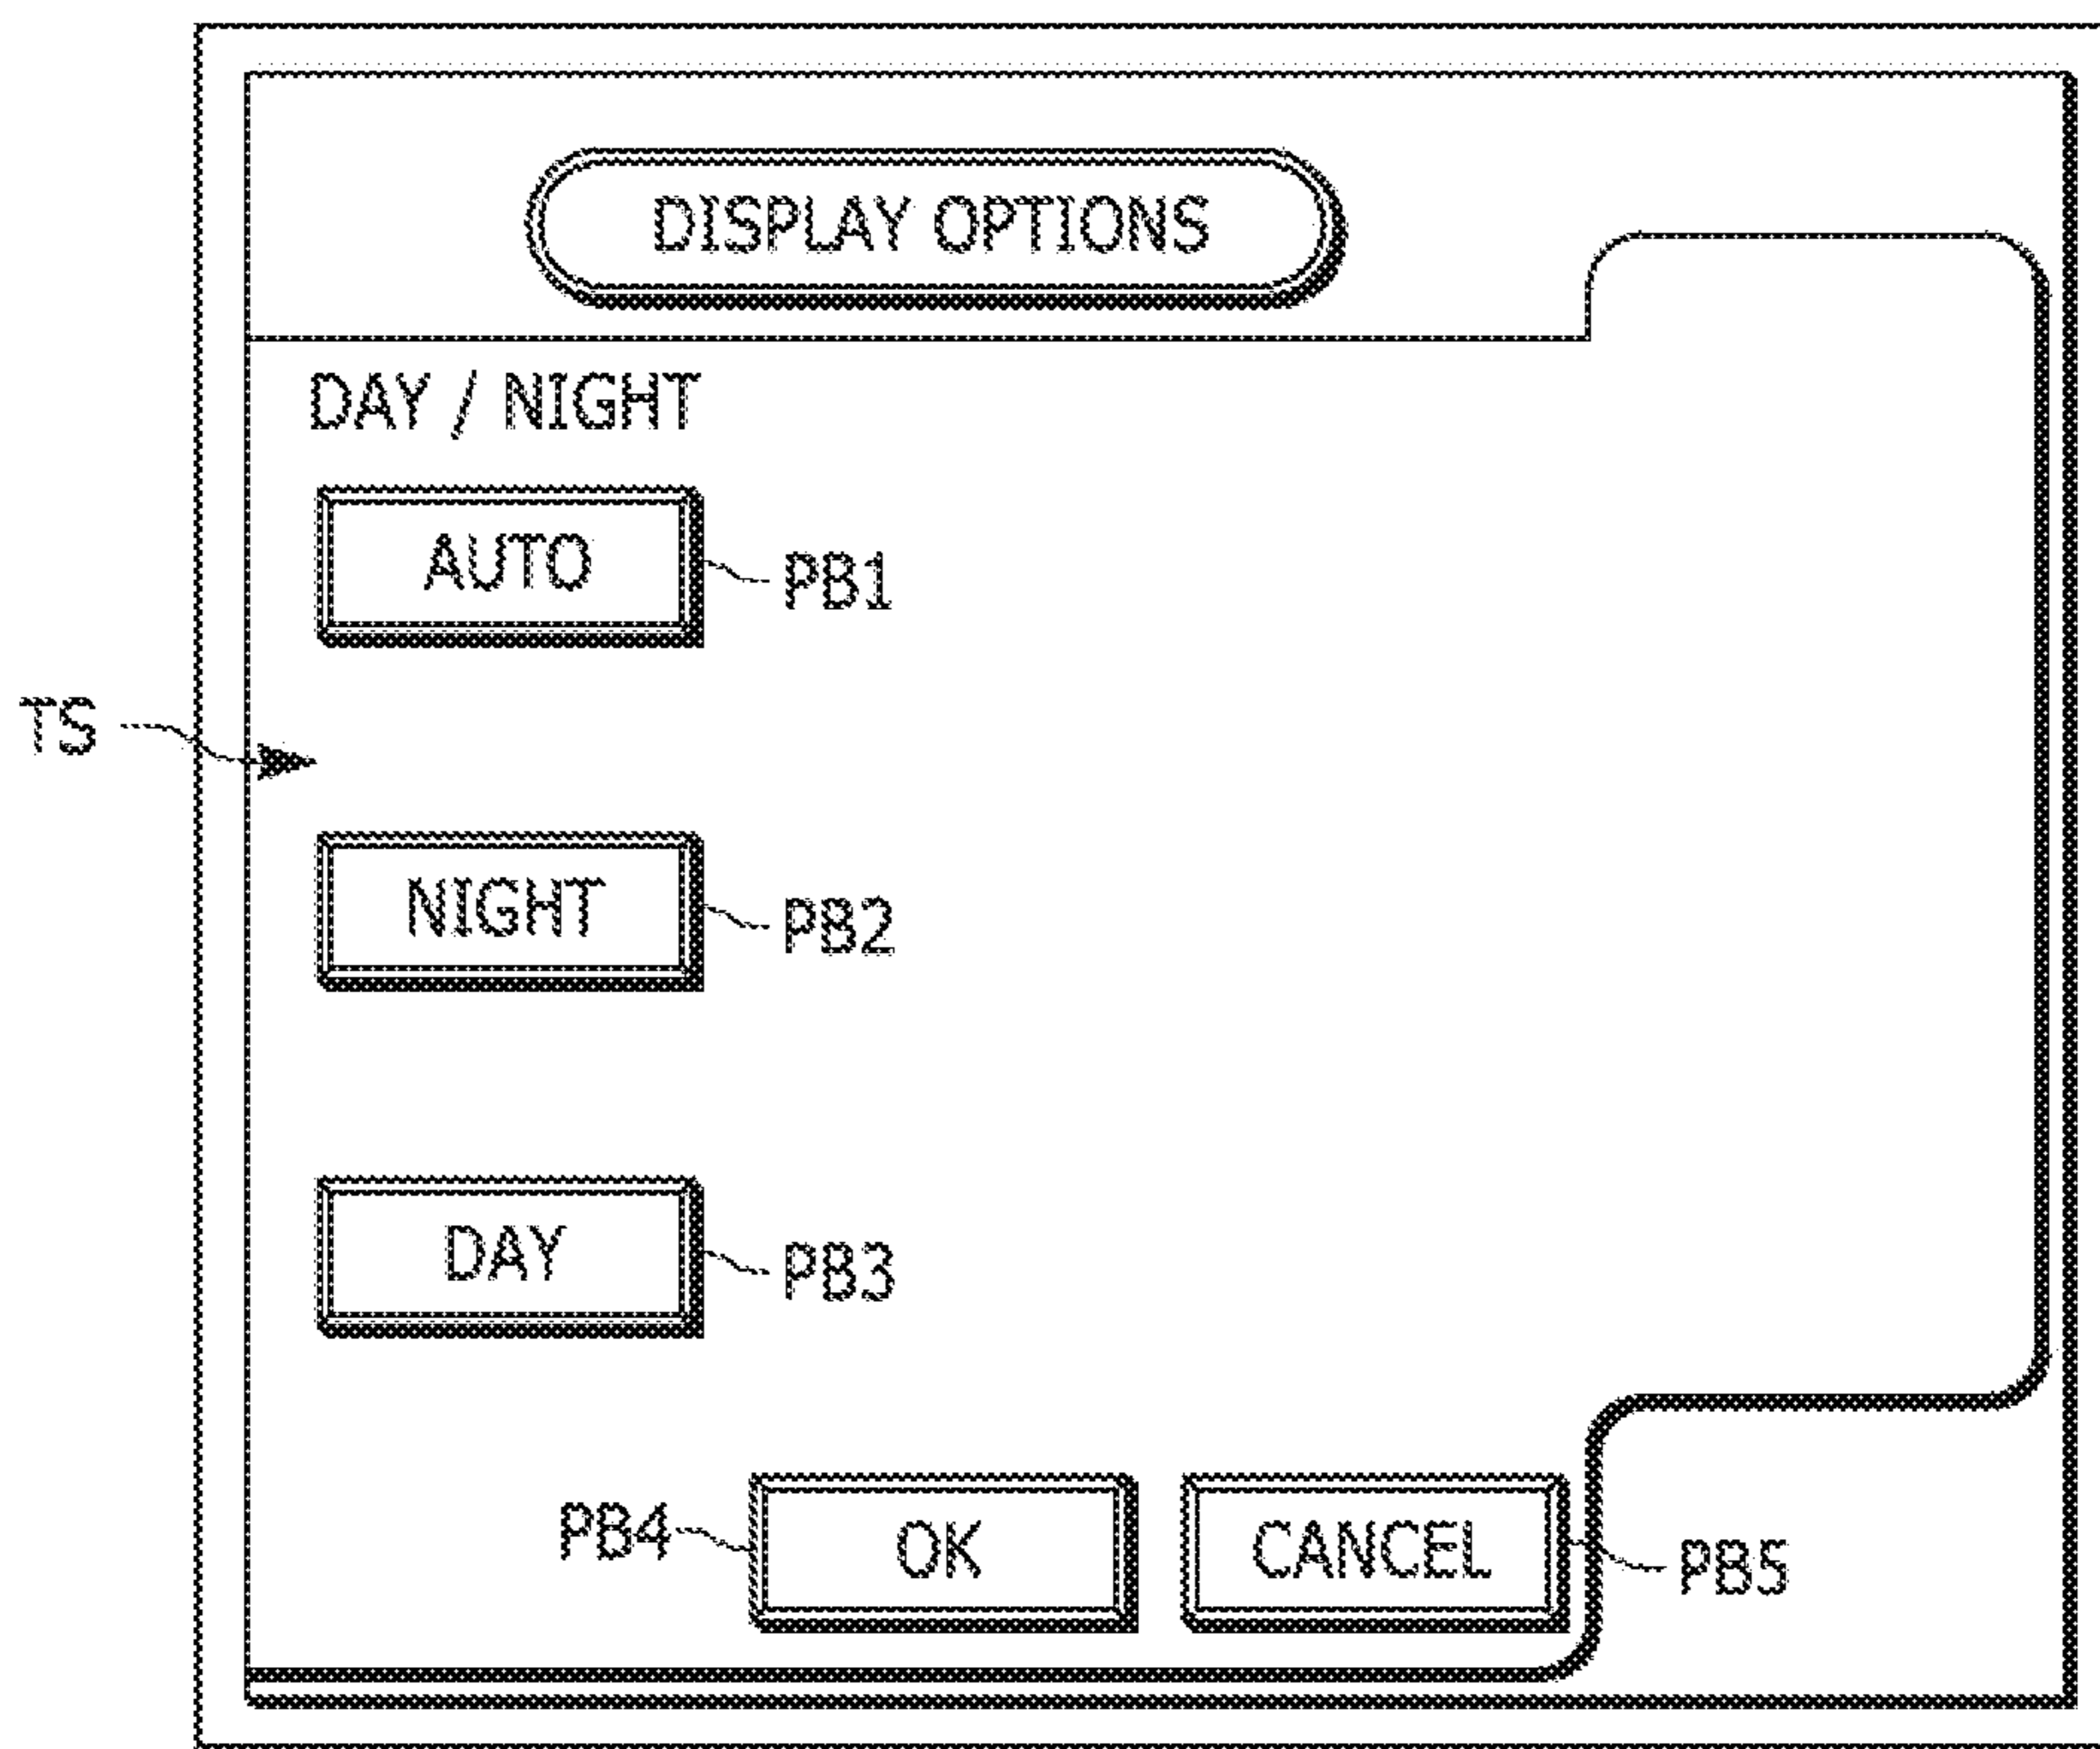 DISPLAY OPTIONS
DAY / NIGHT
AUTO
PB1
TS
NIGHT
PB2
DAY
PB3
PB4
OK
CANCEL
PB5